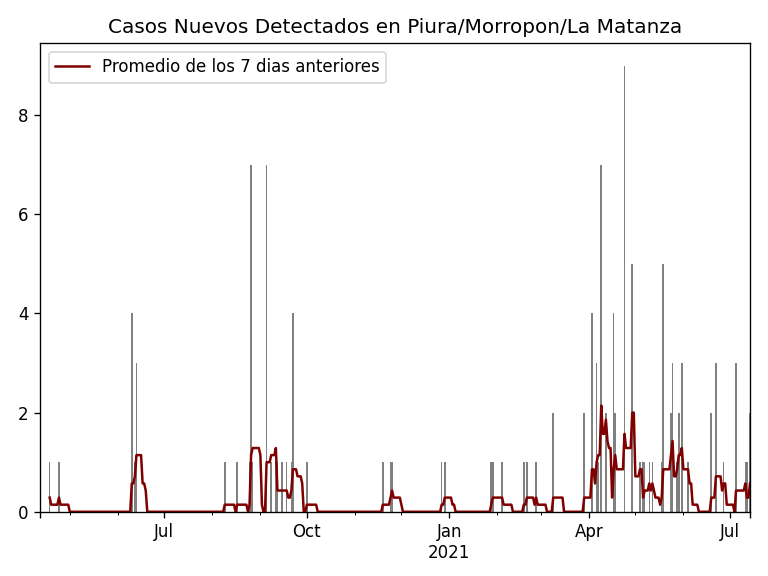 Casos Nuevos Detectados en Piura/Morropon/La Matanza
Promedio de los 7 dias anteriores
8
6
4
2
0
Jul
Oct
Jan
2021
Apr
Jul